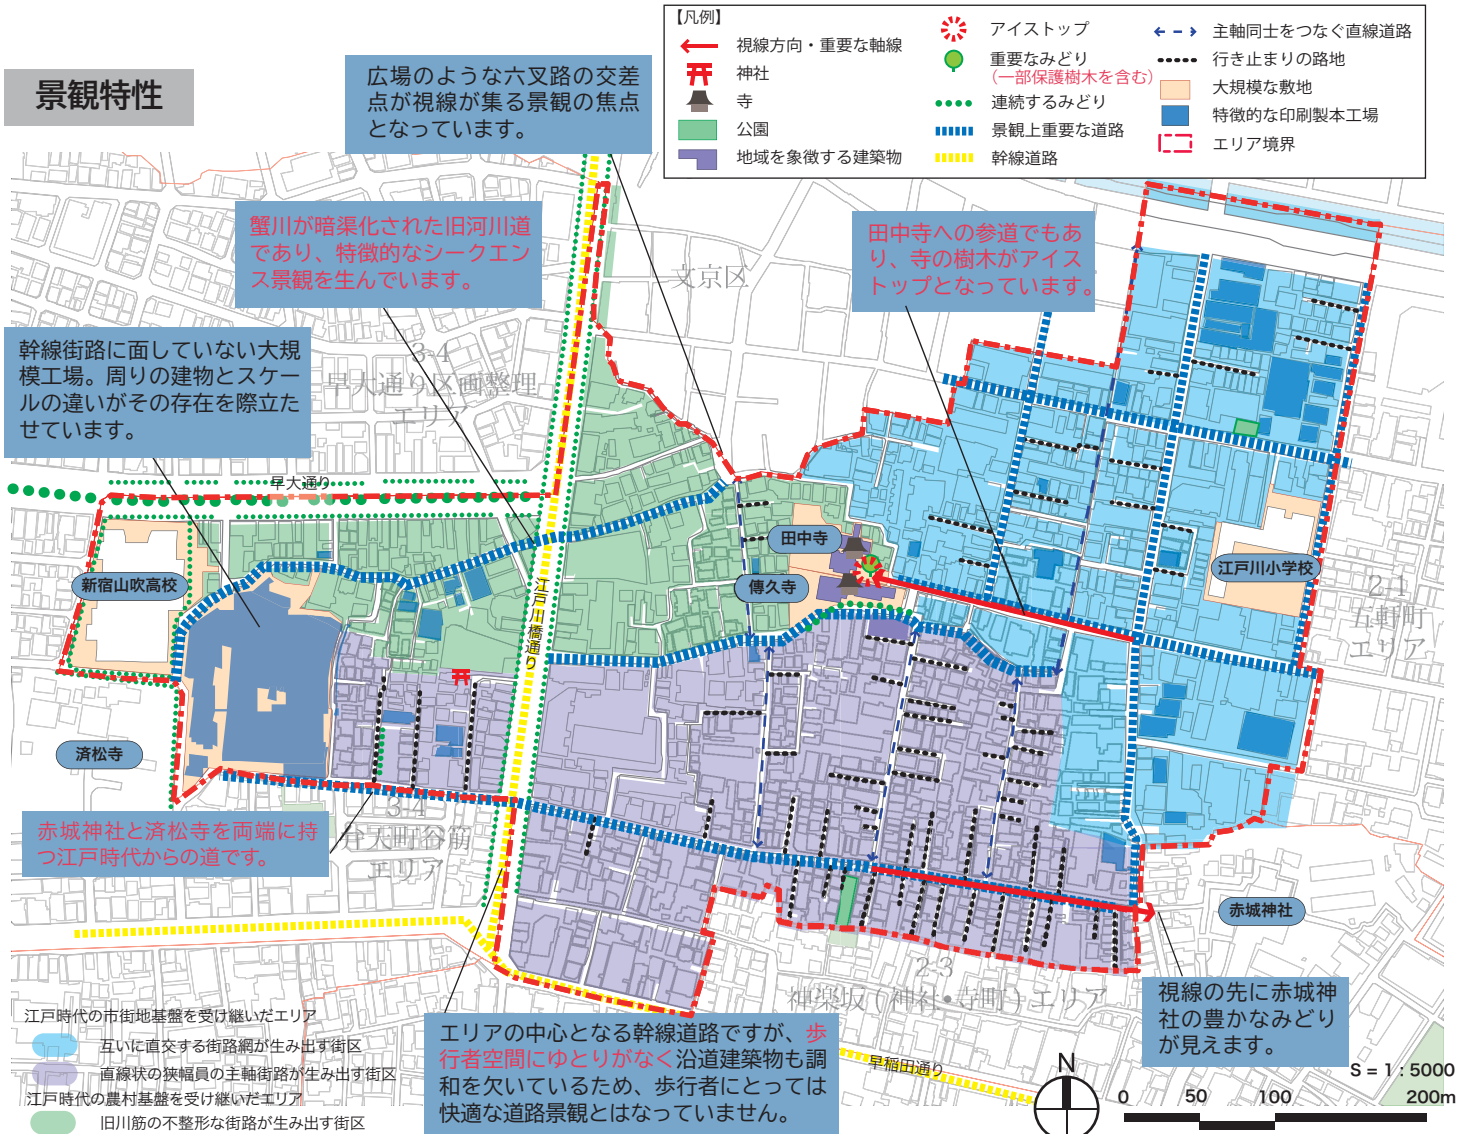 景観特性
【凡例】
視線方向・重要な軸線
神社
寺
公園
地域を象徴する建築物
アイストップ
重要なみどり
(一部保護樹木を含む)
連続するみどり
景観上重要な道路
幹線道路
主軸同士をつなぐ直線道路
行き止まりの路地
大規模な敷地
特徴的な印刷製本工場
エリア境界
広場のような六叉路の交差
点が視線が集る景観の焦点
となっています。
蟹川が暗渠化された旧河川道
であり、特徴的なシークエン
ス景観を生んでいます。
田中寺への参道でもあ
り、寺の樹木がアイス
トップとなっています。
文京区
幹線街路に面していない大規
模工場。周りの建物とスケー
ルの違いがその存在を際立た
せています。
3-4
早大通り区画整理
エリア
早大通り
田中寺
傳久寺
新宿山吹高校
江戸川小学校
江戸川橋通り
2-1
五軒町
エリア
済松寺
赤城神社と済松寺を両端に持
つ江戸時代からの道です。
3-4
弁天町谷筋
エリア
赤城神社
2-3
神楽坂(神社・寺町)エリア
視線の先に赤城神
社の豊かなみどり
が見えます。
エリアの中心となる幹線道路ですが、歩
行者空間にゆとりがなく沿道建築物も調
和を欠いているため、歩行者にとっては
快適な道路景観とはなっていません。
早稲田通り
江戸時代の市街地基盤を受け継いだエリア
互いに直交する街路網が生み出す街区
直線状の狭幅員の主軸街路が生み出す街区
江戸時代の農村基盤を受け継いだエリア
旧川筋の不整形な街路が生み出す街区
N
S = 1 : 5000
0 50 100 200m